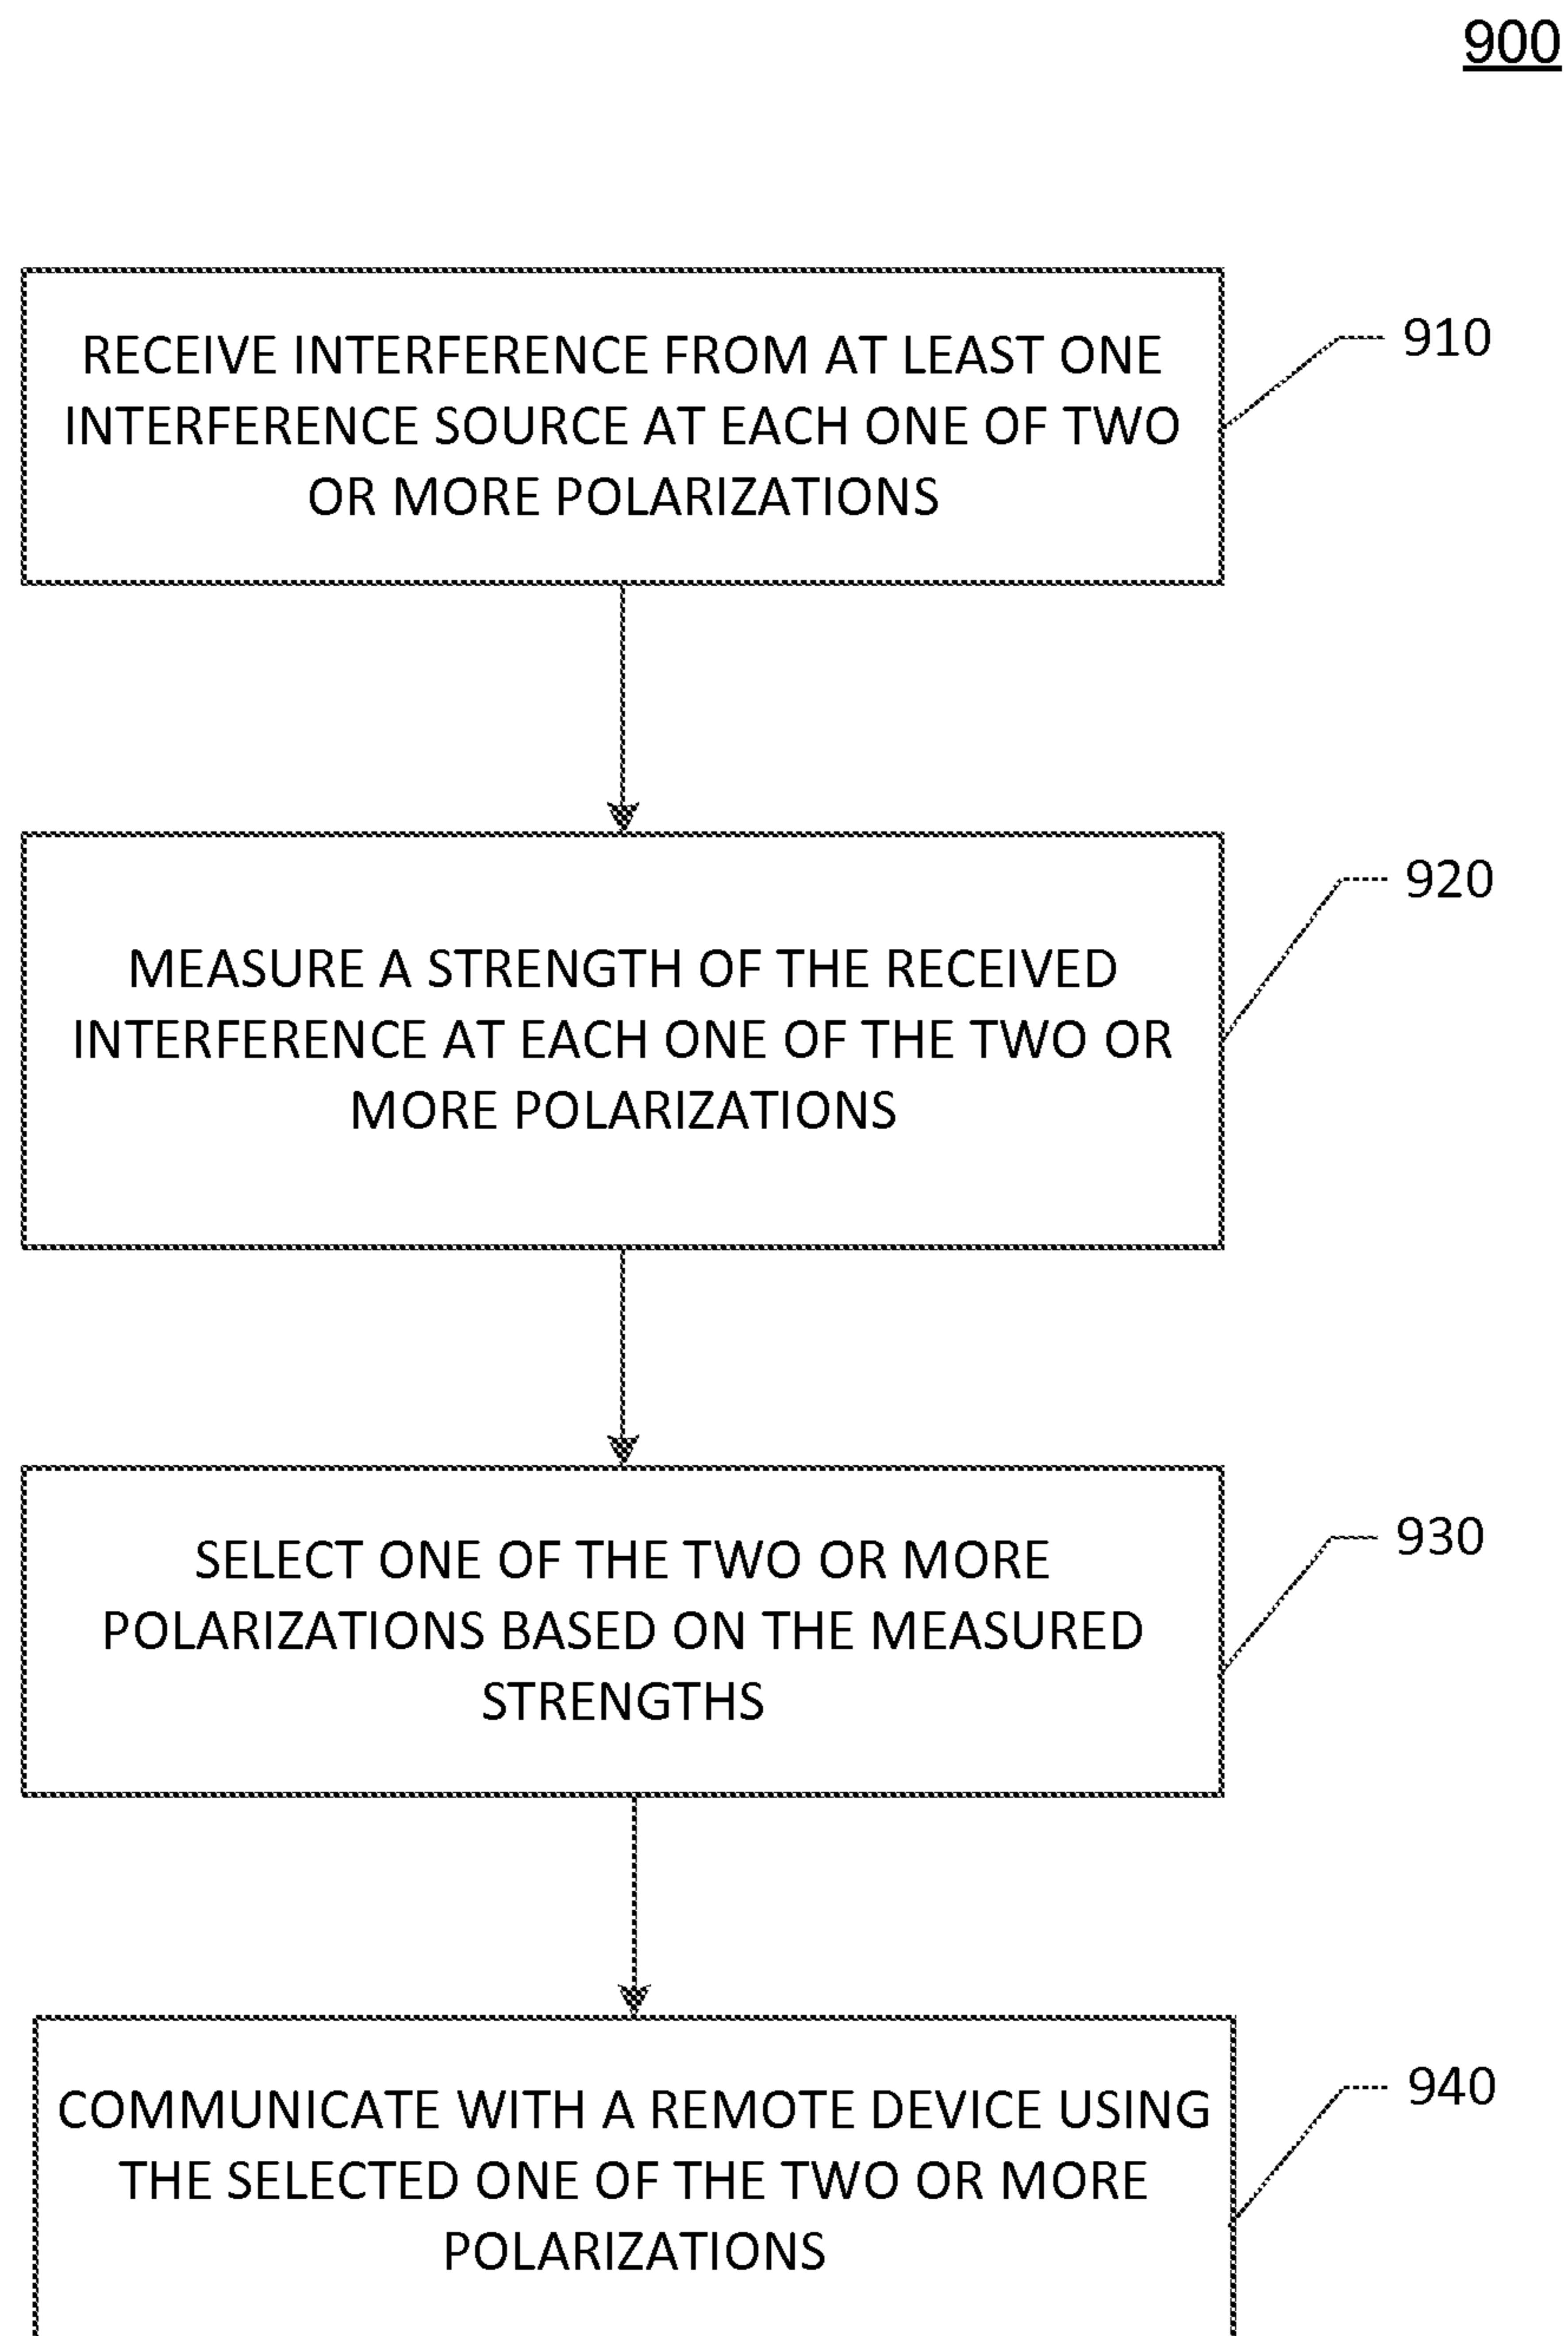 900
RECEIVE INTERFERENCE FROM AT LEAST ONE
INTERFERENCE SOURCE AT EACH ONE OF TWO
OR MORE POLARIZATIONS
910
MEASURE A STRENGTH OF THE RECEIVED
INTERFERENCE AT EACH ONE OF THE TWO OR
MORE POLARIZATIONS
920
SELECT ONE OF THE TWO OR MORE
POLARIZATIONS BASED ON THE MEASURED
STRENGTHS
930
COMMUNICATE WITH A REMOTE DEVICE USING
THE SELECTED ONE OF THE TWO OR MORE
POLARIZATIONS
940